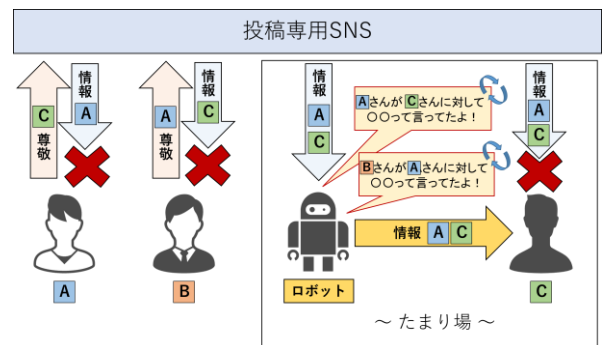 投稿専用SNS
C
尊敬
情報
A
A
尊敬
情報
C
情報
A
C
AさんがCさんに対して
〇〇って言ってたよ！
BさんがAさんに対して
〇〇って言ってたよ！
情報
A
C
情報 A C
A
B
ロボット
C
～ たまり場 ～